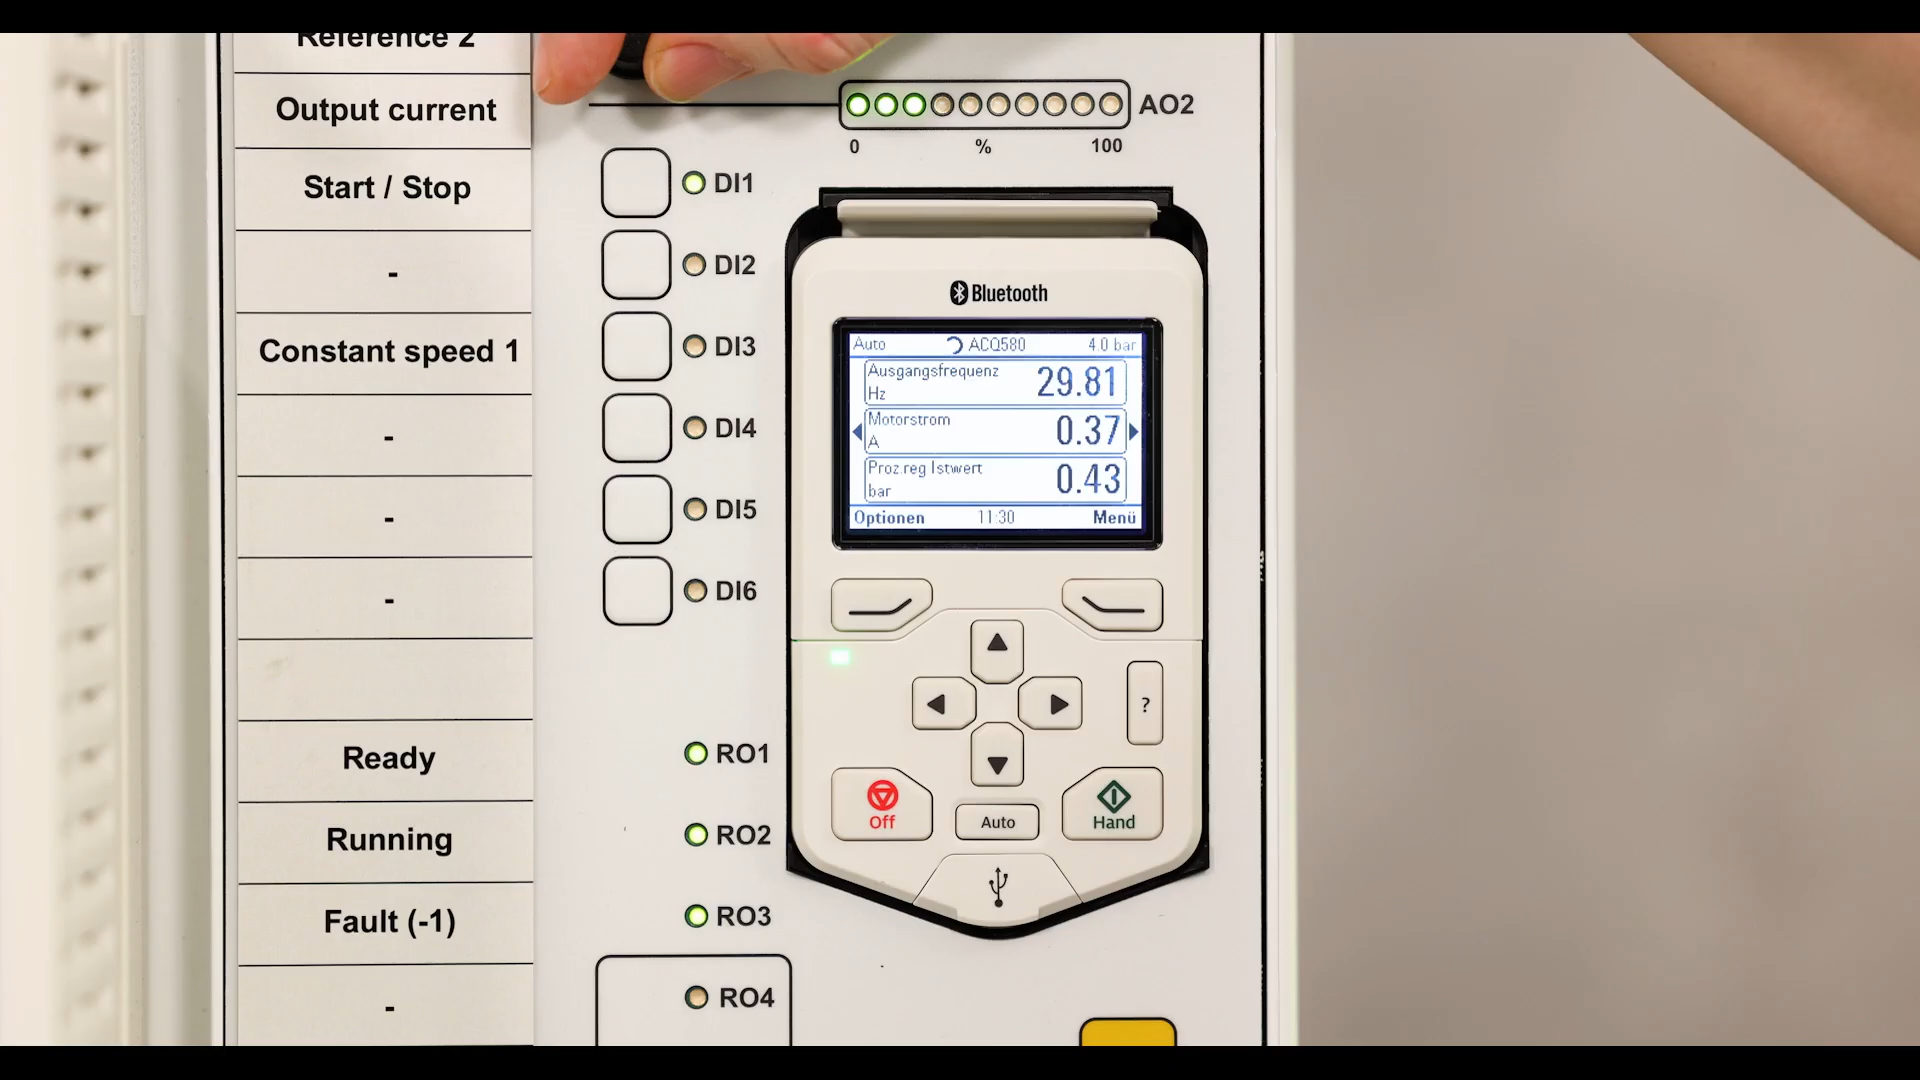 Reference 2
Output current
AO2
0 % 100
Start / Stop
DI1
-
DI2
Constant speed 1
DI3
-
DI4
-
DI5
-
DI6
Bluetooth
Auto ACQ580 4.0 bar
Ausgangsfrequenz
Hz
29.81
Motorstrom
A
0.37
Proz.reg Istwert
bar
0.43
Optionen 11:30 Menü
?
Off
Auto
Hand
Ready
RO1
Running
RO2
Fault (-1)
RO3
-
RO4